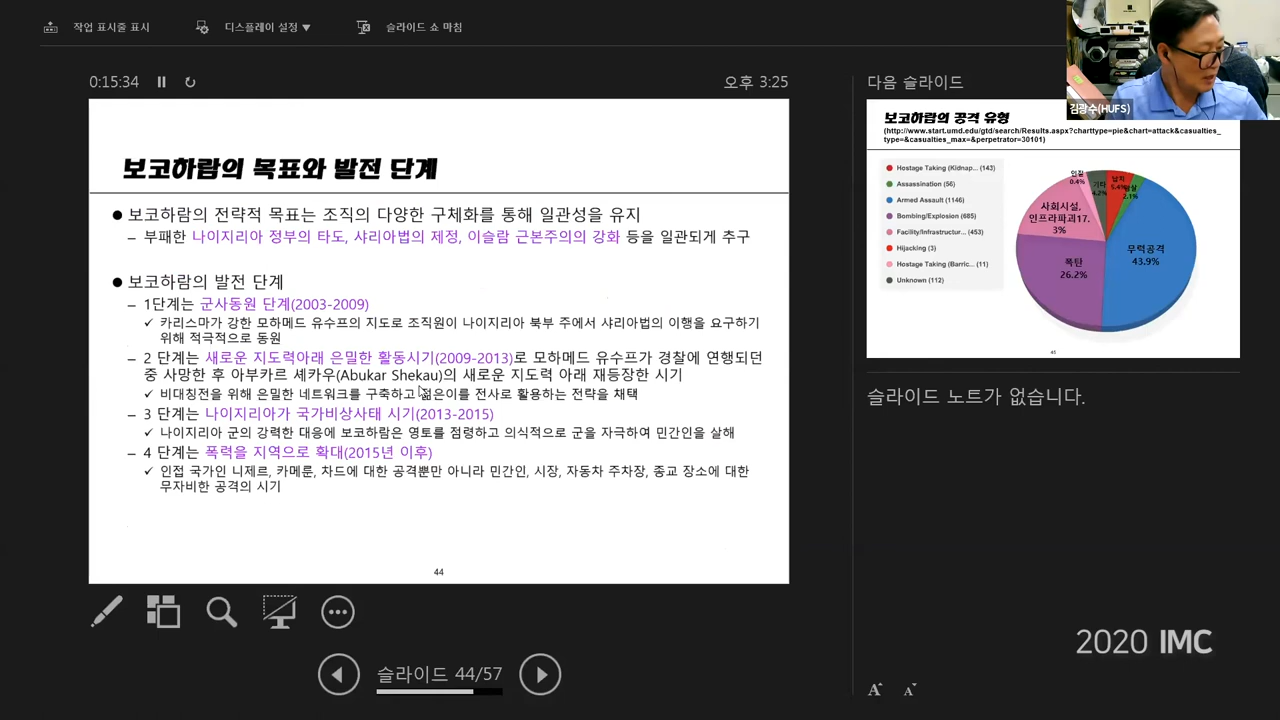 작업 표시줄 표시
디스플레이 설정 ▼
슬라이드 쇼 마침
0:15:34
오후 3:25
다음 슬라이드
김광수(HUFS)
보코하람의 목표와 발전 단계
● 보코하람의 전략적 목표는 조직의 다양한 구체화를 통해 일관성을 유지
– 부패한 나이지리아 정부의 타도, 샤리아법의 제정, 이슬람 근본주의의 강화 등을 일관되게 추구
● 보코하람의 발전 단계
– 1단계는 군사동원 단계(2003-2009)
✓ 카리스마가 강한 모하메드 유수프의 지도로 조직원이 나이지리아 북부 주에서 샤리아법의 이행을 요구하기
위해 적극적으로 동원
– 2 단계는 새로운 지도력아래 은밀한 활동시기(2009-2013)로 모하메드 유수프가 경찰에 연행되던
중 사망한 후 아부카르 셰카우(Abukar Shekau)의 새로운 지도력 아래 재등장한 시기
✓ 비대칭전을 위해 은밀한 네트워크를 구축하고 젊은이를 전사로 활용하는 전략을 채택
– 3 단계는 나이지리아가 국가비상사태 시기(2013-2015)
✓ 나이지리아 군의 강력한 대응에 보코하람은 영토를 점령하고 의식적으로 군을 자극하여 민간인을 살해
– 4 단계는 폭력을 지역으로 확대(2015년 이후)
✓ 인접 국가인 니제르, 카메룬, 차드에 대한 공격뿐만 아니라 민간인, 시장, 자동차 주차장, 종교 장소에 대한
무자비한 공격의 시기
44
보코하람의 공격 유형
(http://www.start.umd.edu/gtd/search/Results.aspx?charttype=pie&chart=attack&casualties_
type=&casualties_max=&perpetrator=30101)
Hostage Taking (Kidnap... (143)
Assassination (56)
Armed Assault (1146)
Bombing/Explosion (685)
Facility/Infrastructur... (453)
Hijacking (3)
Hostage Taking (Barric... (11)
Unknown (112)
인질
0.4%
기타
4.2%
납치
5.4%
암살
2.1%
사회시설,
인프라파괴17.
3%
무력공격
43.9%
폭탄
26.2%
45
슬라이드 노트가 없습니다.
슬라이드 44/57
2020 IMC
A A